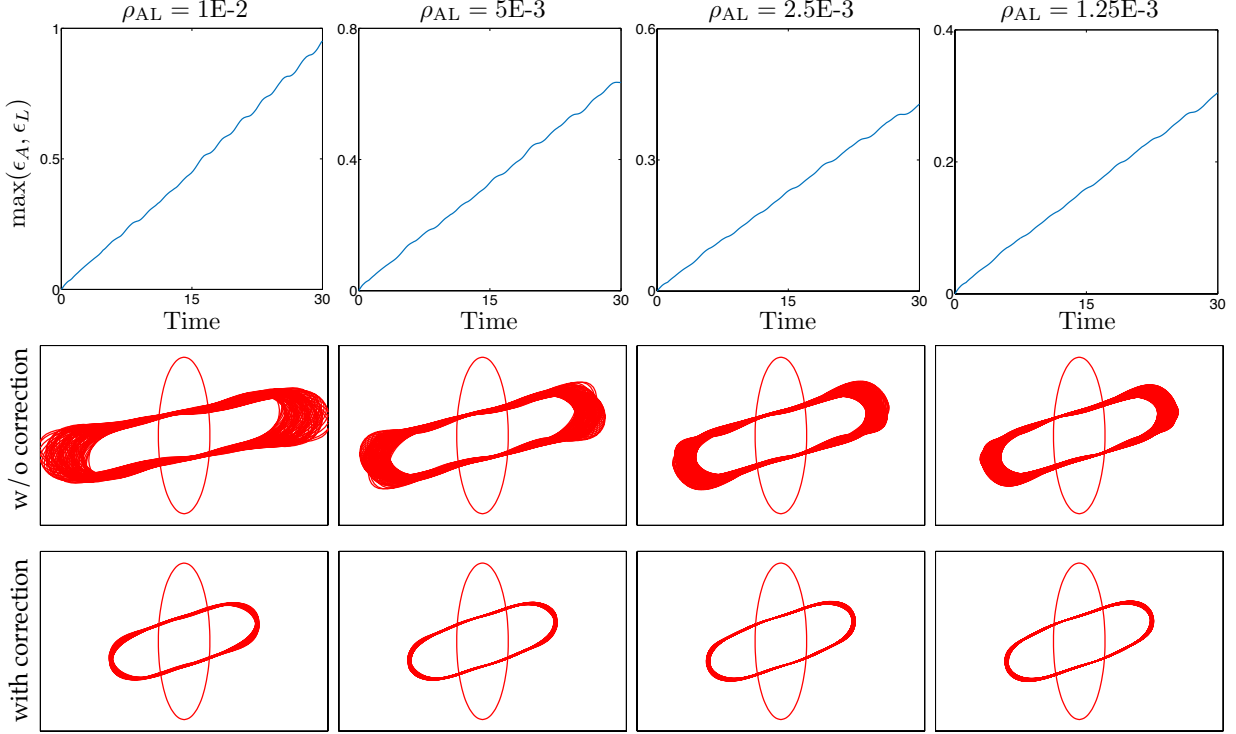 ρ_AL = 1E-2
ρ_AL = 5E-3
ρ_AL = 2.5E-3
ρ_AL = 1.25E-3
max(ϵ_A, ϵ_L)
1
0.5
0
0
15
30
Time
0.8
0.4
0
0
15
30
Time
0.6
0.3
0
0
15
30
Time
0.4
0.2
0
0
15
30
Time
w/o correction
with correction